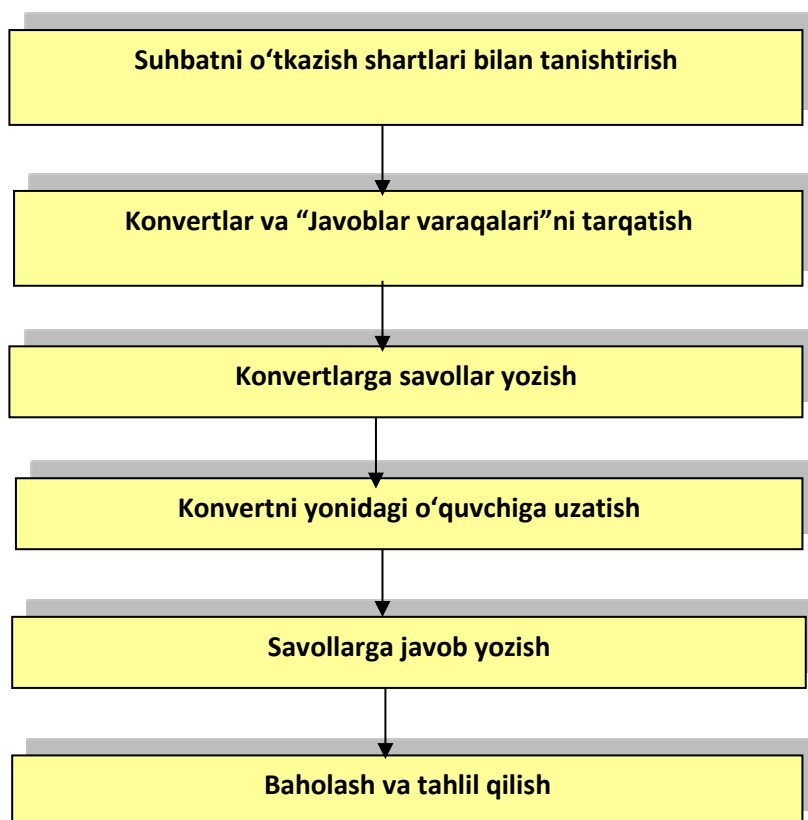 Suhbatni o‘tkazish shartlari bilan tanishtirish
Konvertlar va “Javoblar varaqalari”ni tarqatish
Konvertlarga savollar yozish
Konvertni yonidagi o‘quvchiga uzatish
Savollarga javob yozish
Baholash va tahlil qilish